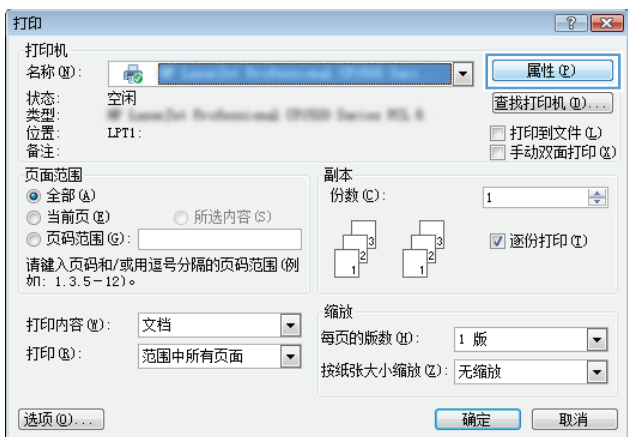 打印
打印机
名称(N):
属性(P)
状态: 空闲
查找打印机(D)...
类型:
位置: LPT1:
打印到文件(L)
备注:
手动双面打印(X)
页面范围
全部(A)
当前页(E) 所选内容(S)
页码范围(G):
请键入页码和/或用逗号分隔的页码范围(例
如: 1.3.5-12)。
副本
份数(C): 1
3 3
2 2
1 1
逐份打印(T)
打印内容(W): 文档
打印(R): 范围中所有页面
缩放
每页的版数(H): 1 版
按纸张大小缩放(Z): 无缩放
选项(O)...
确定 取消